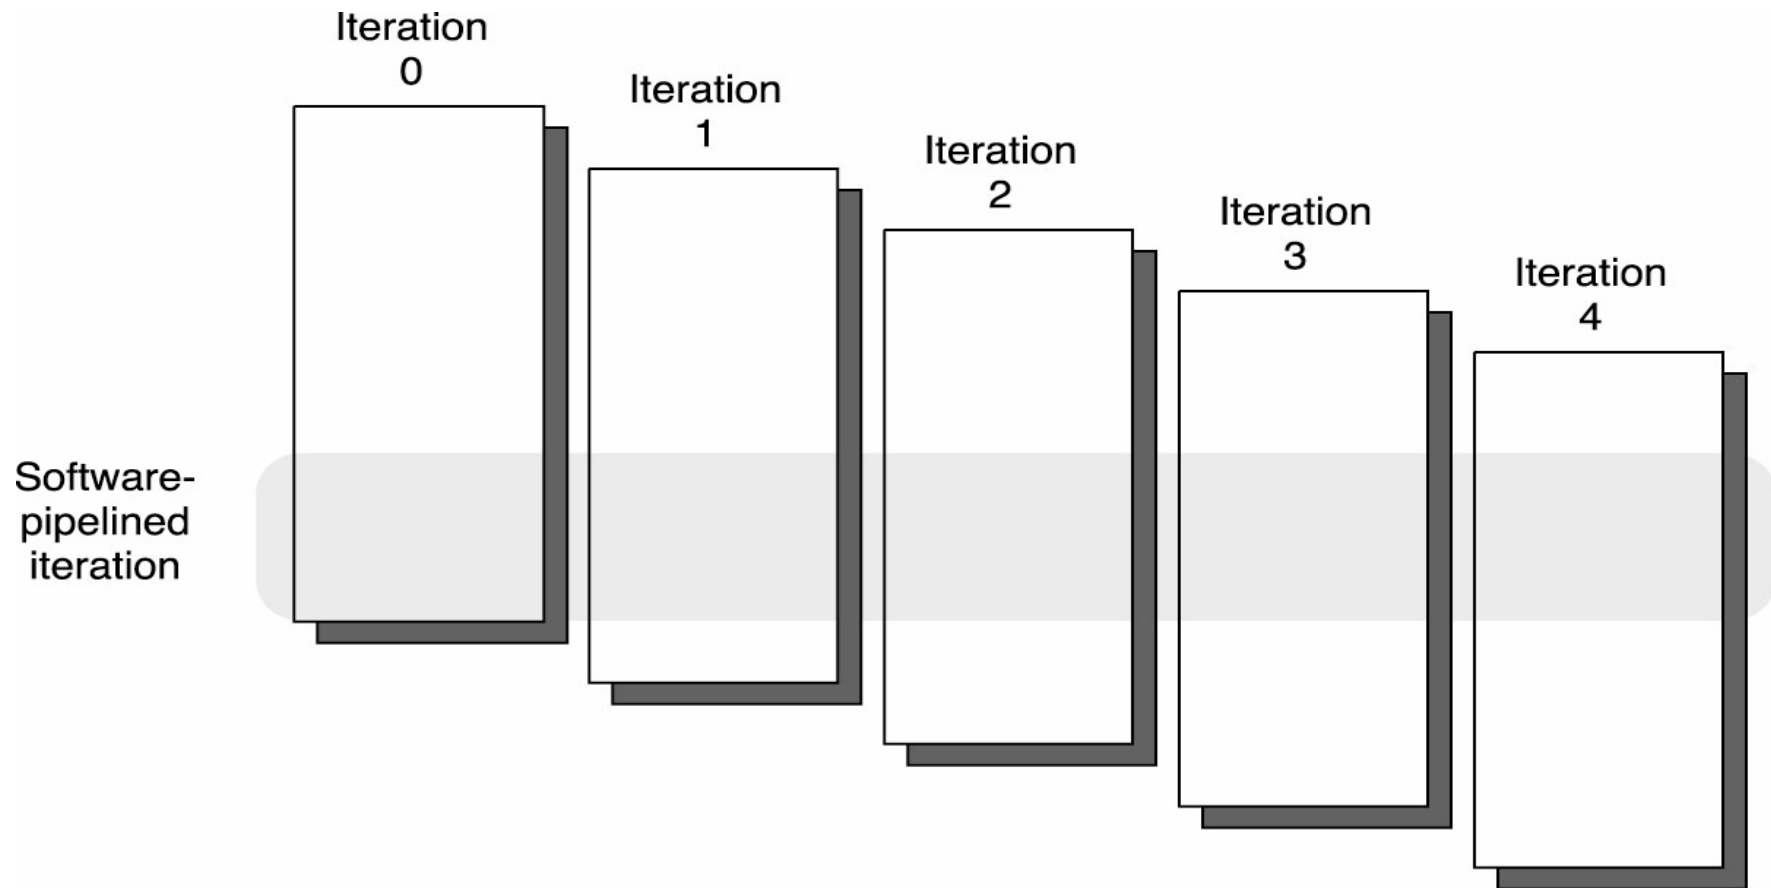 Iteration
0
Iteration
1
Iteration
2
Iteration
3
Iteration
4
Software-
pipelined
iteration